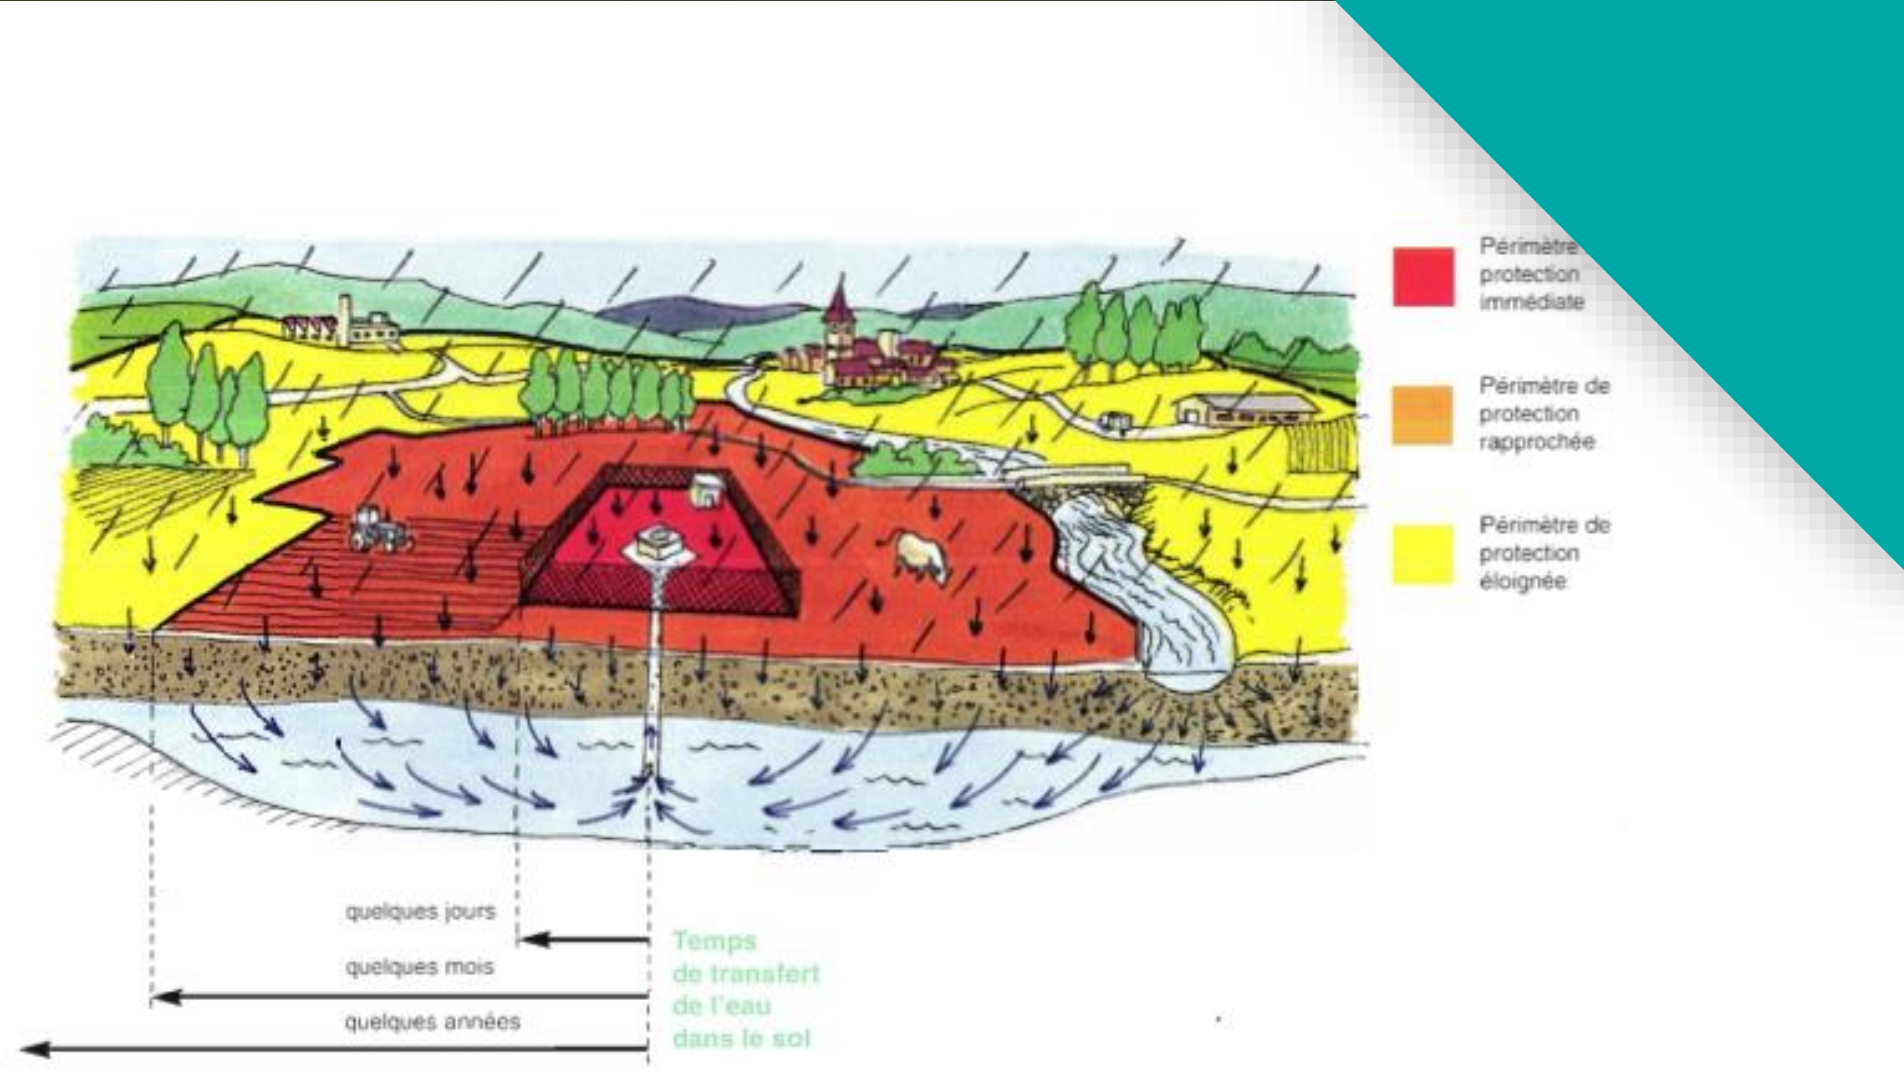 Périmètre
protection
immédiate
Périmètre de
protection
rapprochée
Périmètre de
protection
éloignée
quelques jours
quelques mois
quelques années
Temps
de transfert
de l'eau
dans le sol